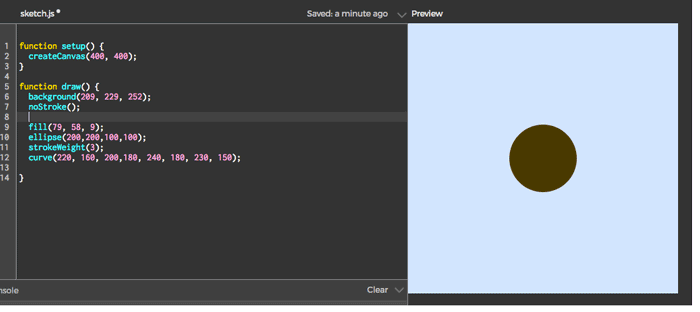 sketch.js
Saved: a minute ago
Preview
1 function setup() {
2 createCanvas(400, 400);
3 }
4
5 function draw() {
6 background(209, 229, 252);
7 noStroke();
8
9 fill(79, 58, 9);
10 ellipse(200,200,100,100);
11 strokeWeight(3);
12 curve(220, 160, 200,180, 240, 180, 230, 150);
13
14 }
nsole
Clear